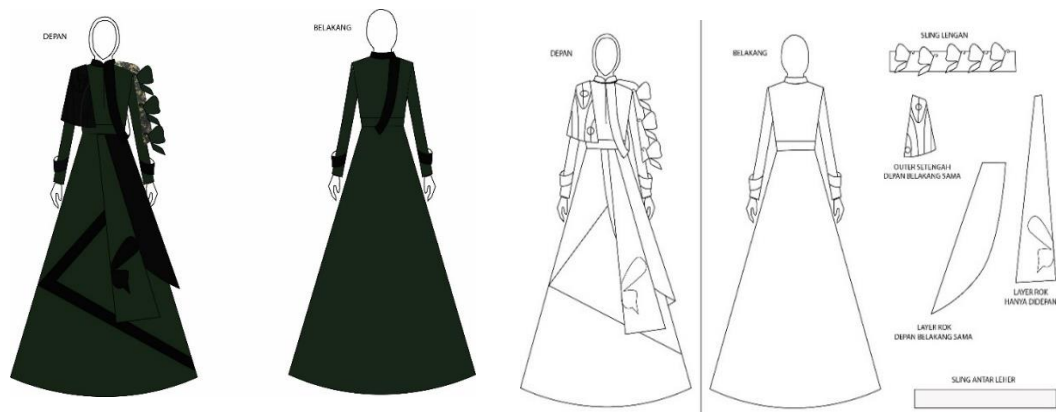 DEPAN
BELAKANG
DEPAN
BELAKANG
SLING LENGAN
OUTER SETENGAH
DEPAN BELAKANG SAMA
LAYER ROK
HANYA DIDEPAN
LAYER ROK
DEPAN BELAKANG SAMA
SLING ANTAR LEHER